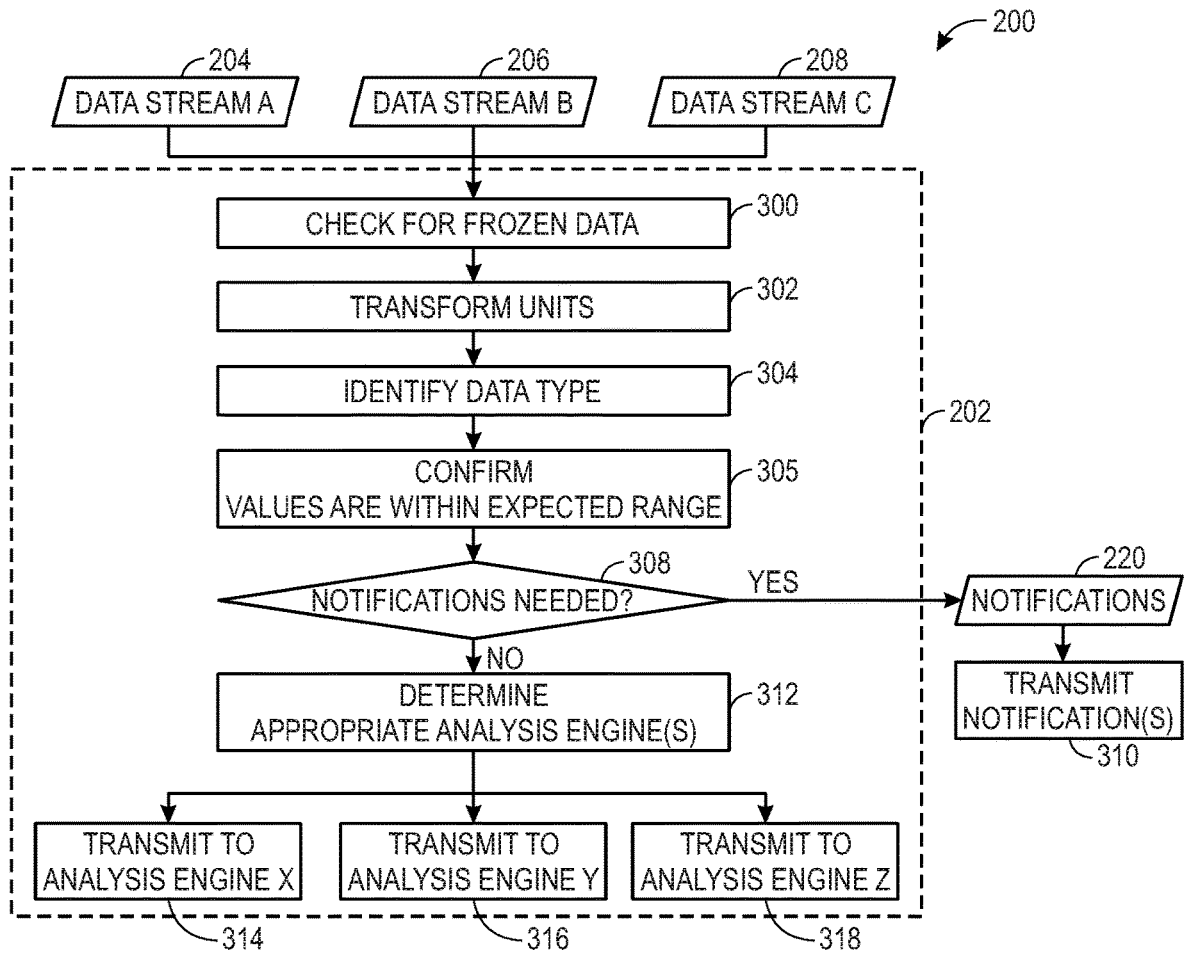 200
204
206
208
DATA STREAM A
DATA STREAM B
DATA STREAM C
300
CHECK FOR FROZEN DATA
302
TRANSFORM UNITS
304
IDENTIFY DATA TYPE
202
305
CONFIRM
VALUES ARE WITHIN EXPECTED RANGE
308
NOTIFICATIONS NEEDED?
YES
220
NOTIFICATIONS
NO
TRANSMIT
NOTIFICATION(S)
310
312
DETERMINE
APPROPRIATE ANALYSIS ENGINE(S)
TRANSMIT TO
ANALYSIS ENGINE X
TRANSMIT TO
ANALYSIS ENGINE Y
TRANSMIT TO
ANALYSIS ENGINE Z
314
316
318